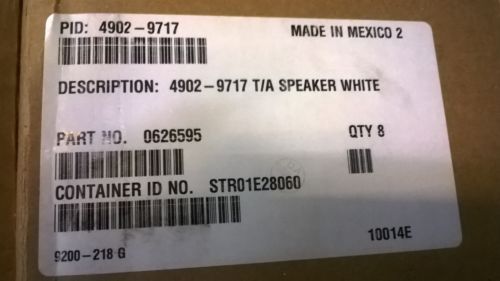 PID: 4902-9717 MADE IN MEXICO 2
DESCRIPTION: 4902-9717 T/A SPEAKER WHITE
PART NO. 0626595 QTY 8
CONTAINER ID NO. STR01E28060
10014E
9200-218 G